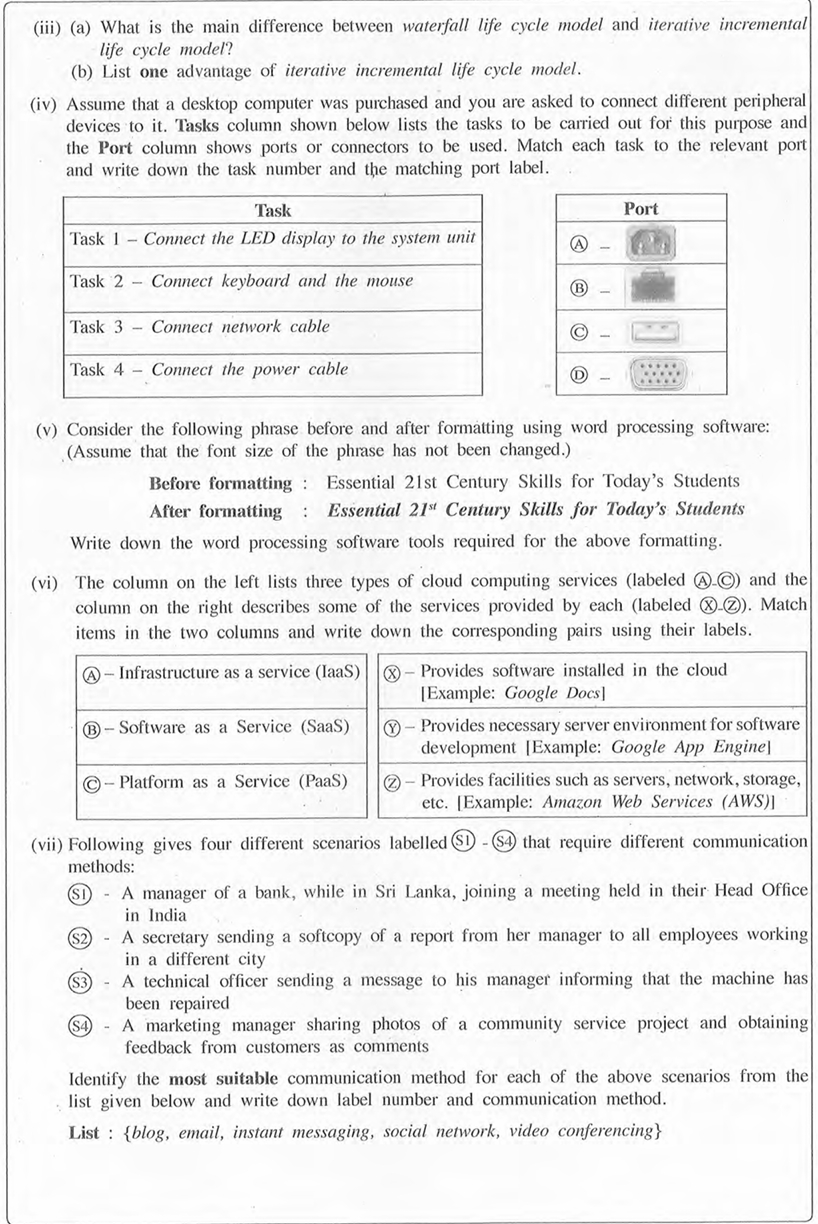 (iii) (a) What is the main difference between waterfall life cycle model and iterative incremental
life cycle model?
(b) List one advantage of iterative incremental life cycle model.
(iv) Assume that a desktop computer was purchased and you are asked to connect different peripheral
devices to it. Tasks column shown below lists the tasks to be carried out for this purpose and
the Port column shows ports or connectors to be used. Match each task to the relevant port
and write down the task number and the matching port label.
Task
Task 1 – Connect the LED display to the system unit
Task 2 – Connect keyboard and the mouse
Task 3 – Connect network cable
Task 4 – Connect the power cable
Port
Ⓐ –
Ⓑ –
Ⓒ –
Ⓓ –
(v) Consider the following phrase before and after formatting using word processing software:
(Assume that the font size of the phrase has not been changed.)
Before formatting : Essential 21st Century Skills for Today's Students
After formatting : Essential 21st Century Skills for Today's Students
Write down the word processing software tools required for the above formatting.
(vi) The column on the left lists three types of cloud computing services (labeled Ⓐ-Ⓒ) and the
column on the right describes some of the services provided by each (labeled Ⓧ-Ⓩ). Match
items in the two columns and write down the corresponding pairs using their labels.
Ⓐ – Infrastructure as a service (IaaS)
Ⓑ – Software as a Service (SaaS)
Ⓒ – Platform as a Service (PaaS)
Ⓧ – Provides software installed in the cloud
[Example: Google Docs]
Ⓨ – Provides necessary server environment for software
development [Example: Google App Engine]
Ⓩ – Provides facilities such as servers, network, storage,
etc. [Example: Amazon Web Services (AWS)]
(vii) Following gives four different scenarios labelled S1 - S4 that require different communication
methods:
S1 - A manager of a bank, while in Sri Lanka, joining a meeting held in their Head Office
in India
S2 - A secretary sending a softcopy of a report from her manager to all employees working
in a different city
S3 - A technical officer sending a message to his manager informing that the machine has
been repaired
S4 - A marketing manager sharing photos of a community service project and obtaining
feedback from customers as comments
Identify the most suitable communication method for each of the above scenarios from the
list given below and write down label number and communication method.
List : {blog, email, instant messaging, social network, video conferencing}